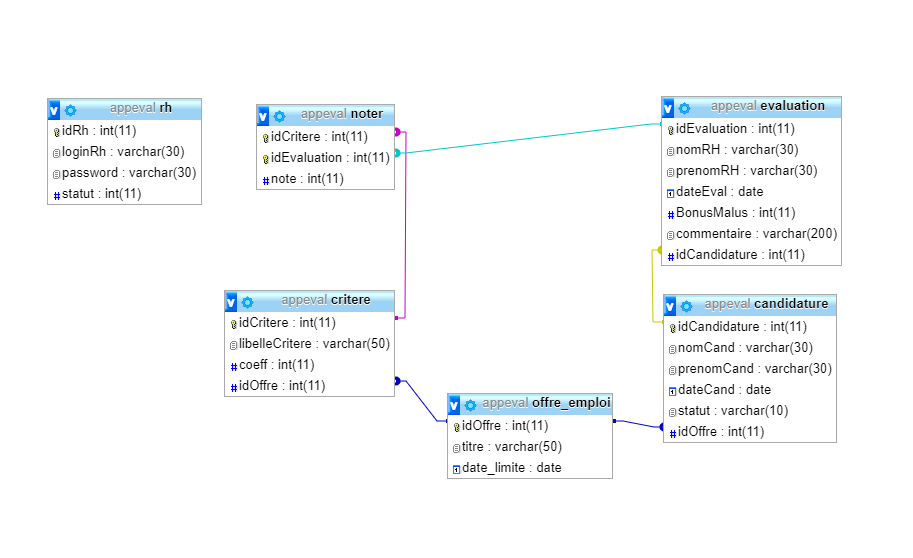 appeval rh
idRh : int(11)
loginRh : varchar(30)
password : varchar(30)
statut : int(11)
appeval noter
idCritere : int(11)
idEvaluation : int(11)
note : int(11)
appeval evaluation
idEvaluation : int(11)
nomRH : varchar(30)
prenomRH : varchar(30)
dateEval : date
BonusMalus : int(11)
commentaire : varchar(200)
idCandidature : int(11)
appeval critere
idCritere : int(11)
libelleCritere : varchar(50)
coeff : int(11)
idOffre : int(11)
appeval candidature
idCandidature : int(11)
nomCand : varchar(30)
prenomCand : varchar(30)
dateCand : date
statut : varchar(10)
idOffre : int(11)
appeval offre_emploi
idOffre : int(11)
titre : varchar(50)
date_limite : date